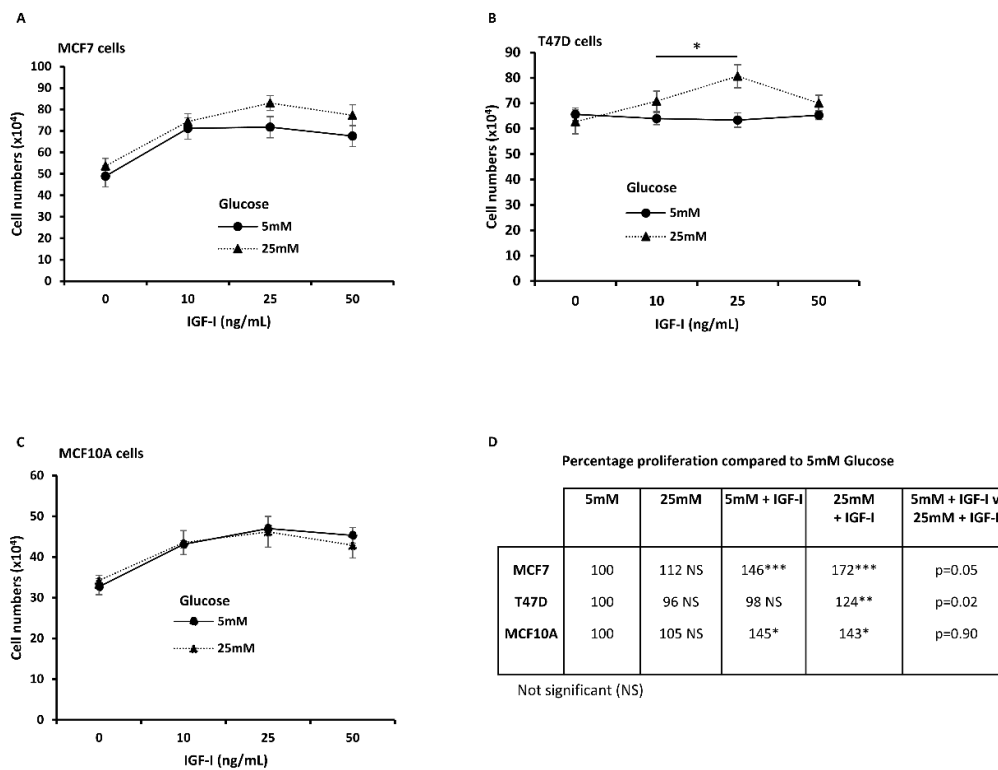 A
MCF7 cells
Cell numbers (x10⁴)
100
90
80
70
60
50
40
30
20
10
0
Glucose
5mM
25mM
0 10 25 50
IGF-I (ng/mL)
B
T47D cells
*
Cell numbers (x10⁴)
90
80
70
60
50
40
30
20
10
0
Glucose
5mM
25mM
0 10 25 50
IGF-I (ng/mL)
C
MCF10A cells
Cell numbers (x10⁴)
60
50
40
30
20
10
0
Glucose
5mM
25mM
0 10 25 50
IGF-I (ng/mL)
D
Percentage proliferation compared to 5mM Glucose
5mM 25mM 5mM + IGF-I 25mM + IGF-I 5mM + IGF-I v 25mM + IGF-I
MCF7 100 112 NS 146*** 172*** p=0.05
T47D 100 96 NS 98 NS 124** p=0.02
MCF10A 100 105 NS 145* 143* p=0.90
Not significant (NS)